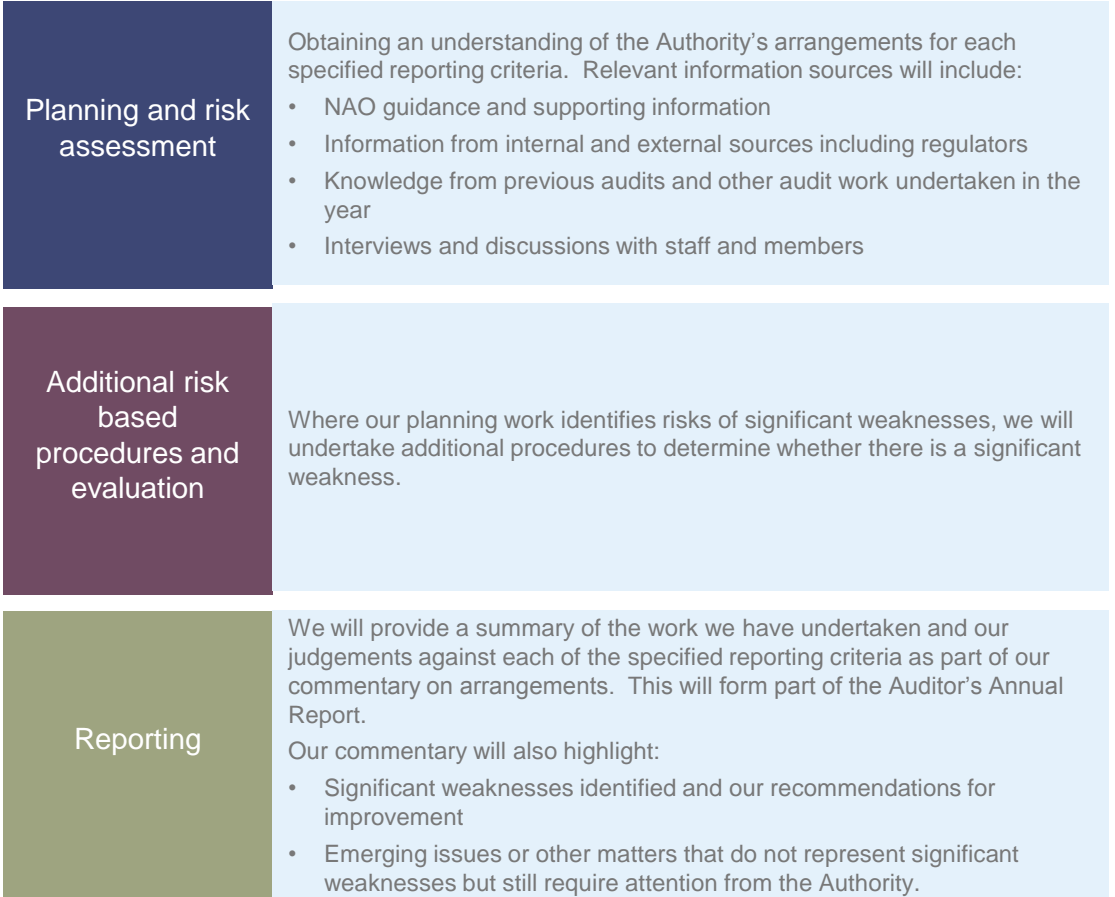 Planning and risk
assessment
Obtaining an understanding of the Authority's arrangements for each
specified reporting criteria.  Relevant information sources will include:
• NAO guidance and supporting information
• Information from internal and external sources including regulators
• Knowledge from previous audits and other audit work undertaken in the
year
• Interviews and discussions with staff and members
Additional risk
based
procedures and
evaluation
Where our planning work identifies risks of significant weaknesses, we will
undertake additional procedures to determine whether there is a significant
weakness.
Reporting
We will provide a summary of the work we have undertaken and our
judgements against each of the specified reporting criteria as part of our
commentary on arrangements.  This will form part of the Auditor's Annual
Report.
Our commentary will also highlight:
• Significant weaknesses identified and our recommendations for
improvement
• Emerging issues or other matters that do not represent significant
weaknesses but still require attention from the Authority.